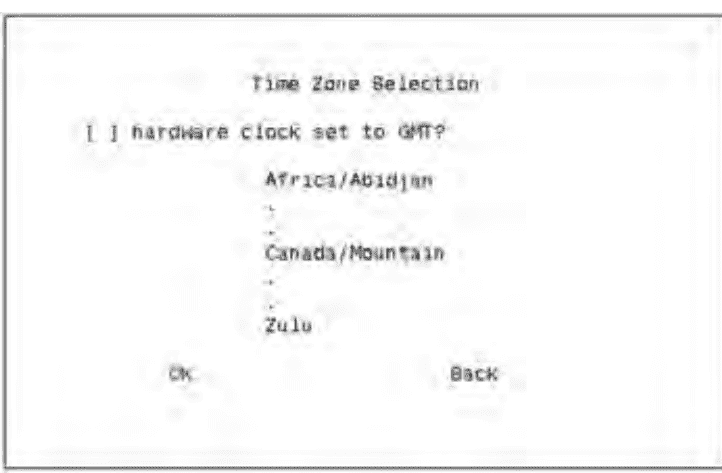 Time Zone Selection
[ ] hardware clock set to GMT?
Africa/Abidjan
.
.
Canada/Mountain
.
.
Zulu
OK Back